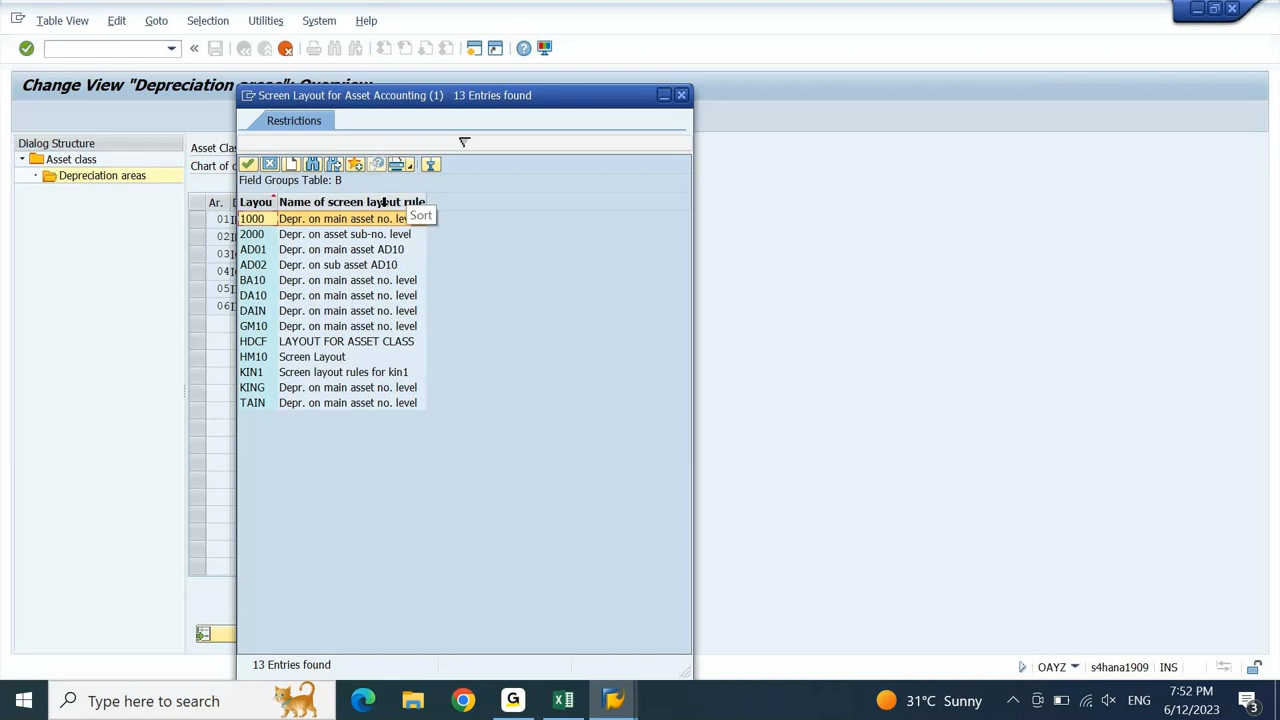 Table View Edit Goto Selection Utilities System Help
Change View "Depreciation areas": Overview
Screen Layout for Asset Accounting (1) 13 Entries found
Restrictions
Dialog Structure
Asset class
Depreciation areas
Asset Clas
Chart of d
Field Groups Table: B
Layou Name of screen layout rule
Sort
1000 Depr. on main asset no. lev
2000 Depr. on asset sub-no. level
AD01 Depr. on main asset AD10
AD02 Depr. on sub asset AD10
BA10 Depr. on main asset no. level
DA10 Depr. on main asset no. level
DAIN Depr. on main asset no. level
GM10 Depr. on main asset no. level
HDCF LAYOUT FOR ASSET CLASS
HM10 Screen Layout
KIN1 Screen layout rules for kin1
KING Depr. on main asset no. level
TAIN Depr. on main asset no. level
Ar.
01
02
03
04
05
06
13 Entries found
OAYZ s4hana1909 INS
Type here to search
31°C Sunny
ENG
7:52 PM
6/12/2023
3